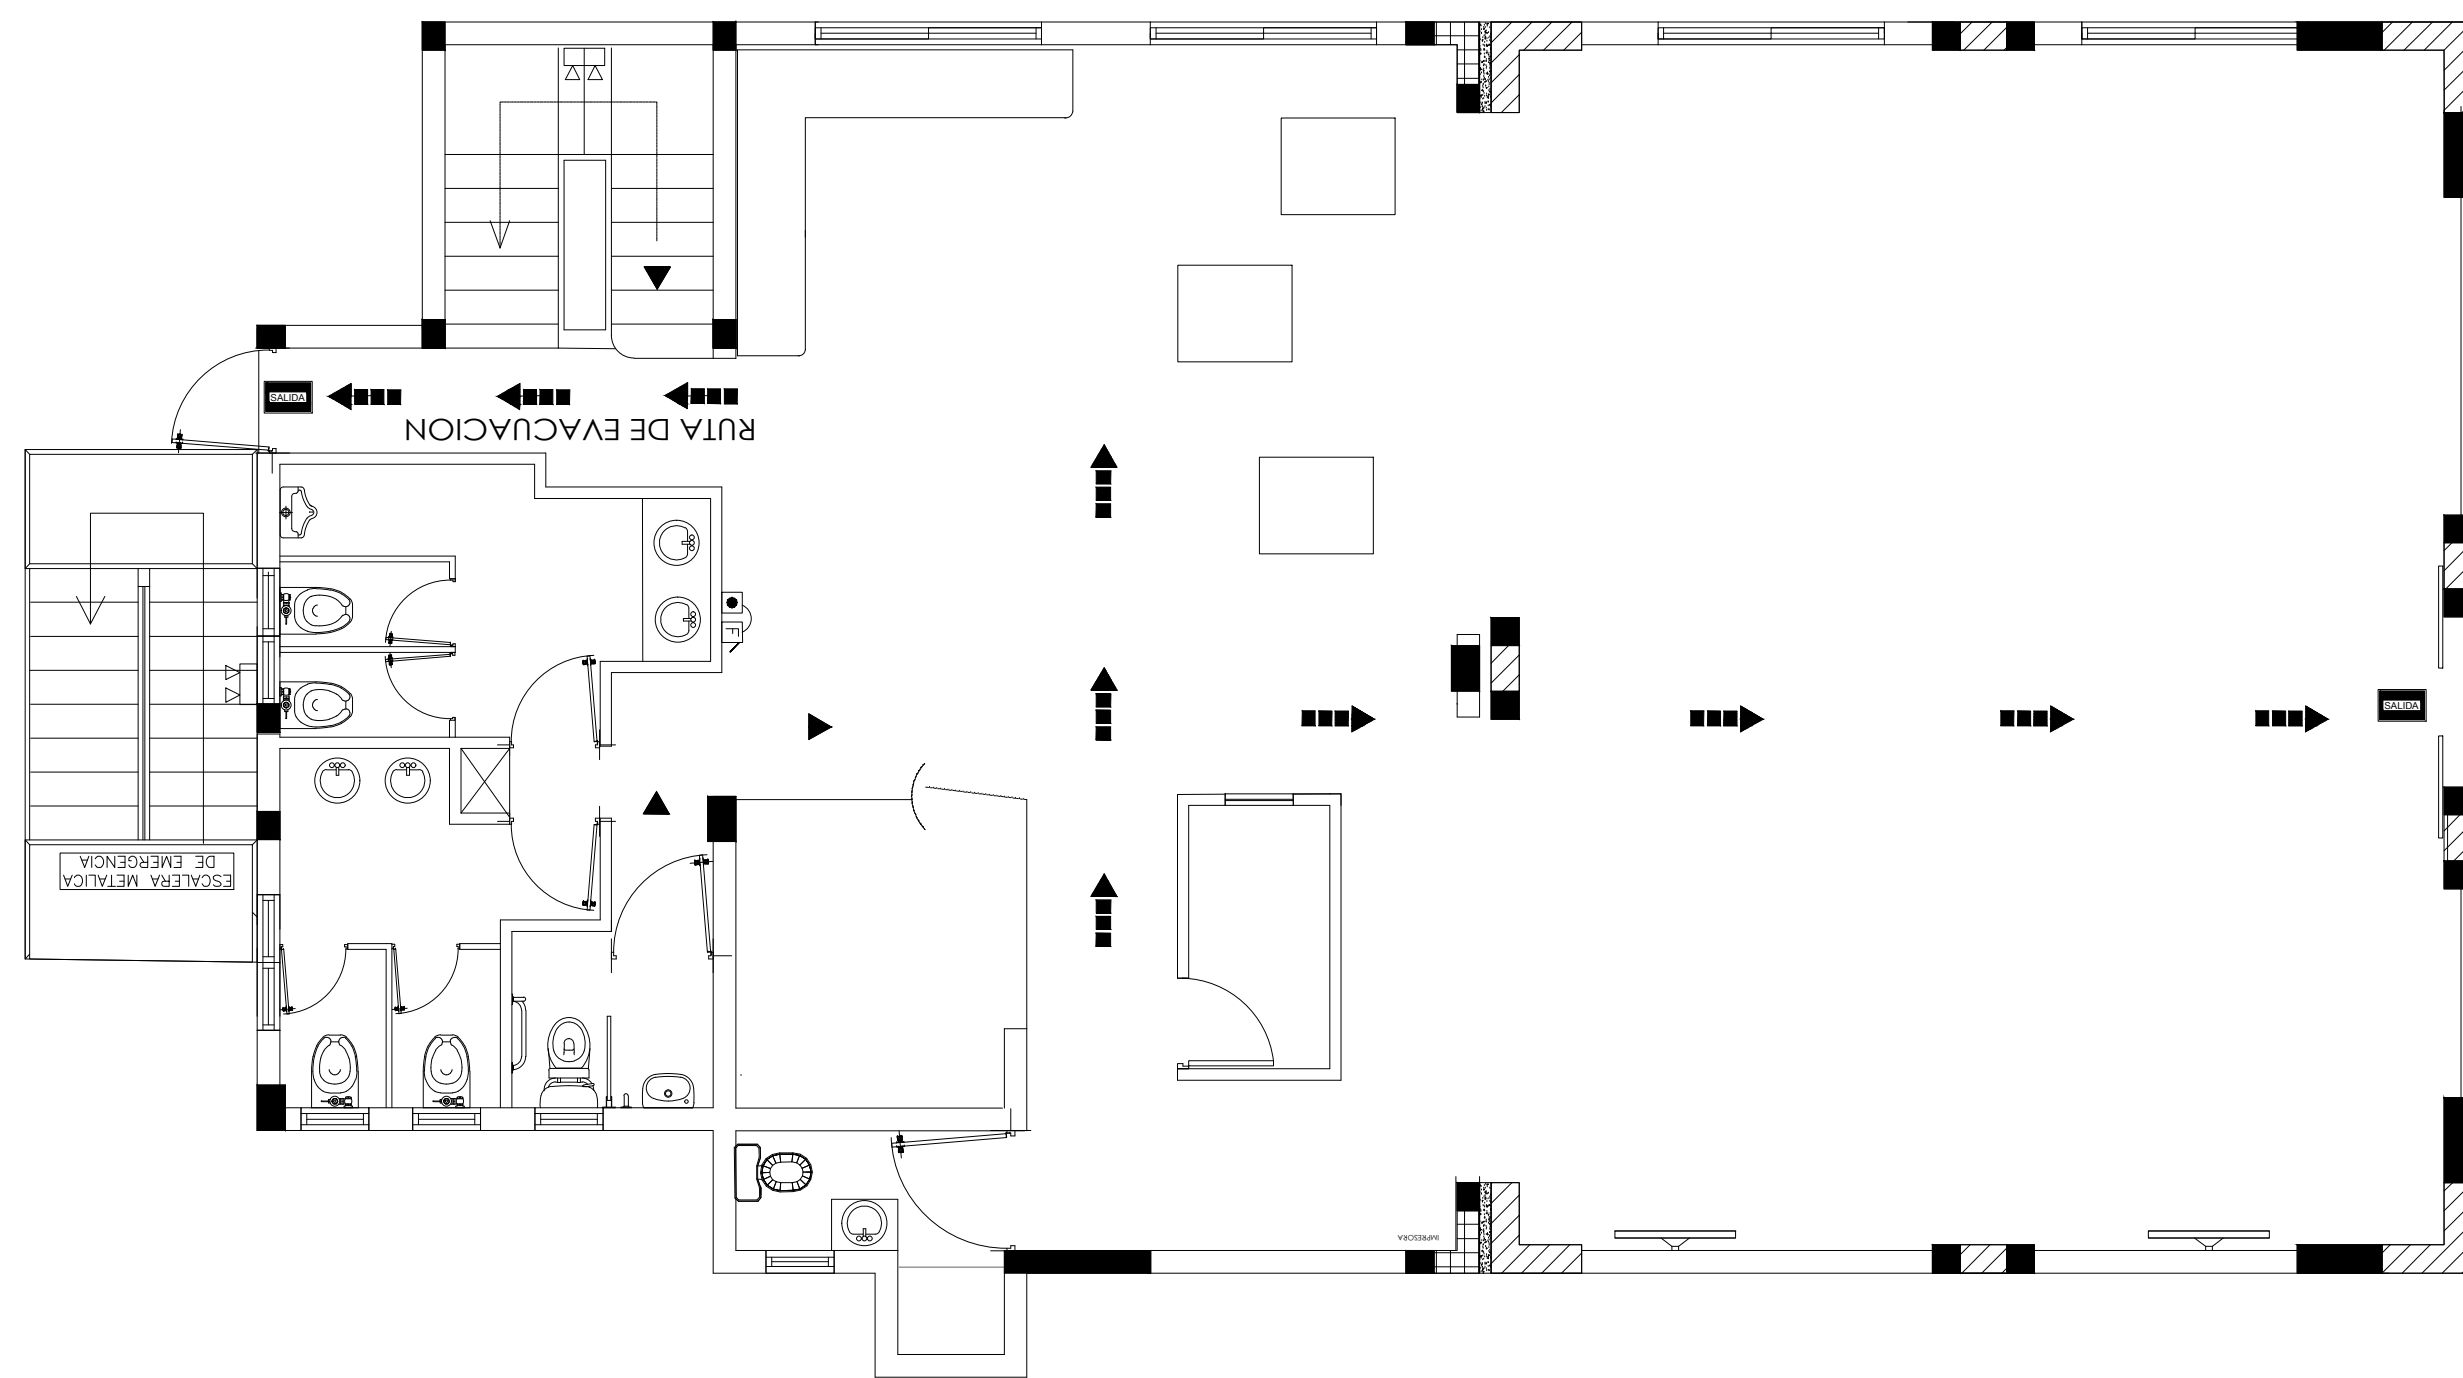 SALIDA
RUTA DE EVACUACION
F
SALIDA
ESCALERA METALICA
DE EMERGENCIA
IMPRESORA